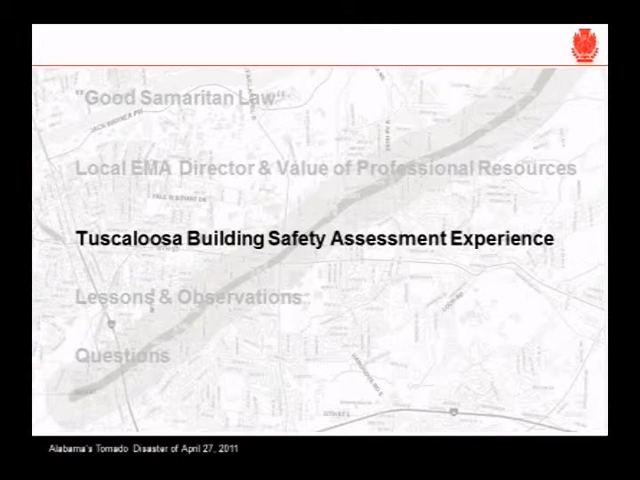 "Good Samaritan Law"
Local EMA Director & Value of Professional Resources
Tuscaloosa Building Safety Assessment Experience
Lessons & Observations
Questions
Alabama's Tornado Disaster of April 27, 2011